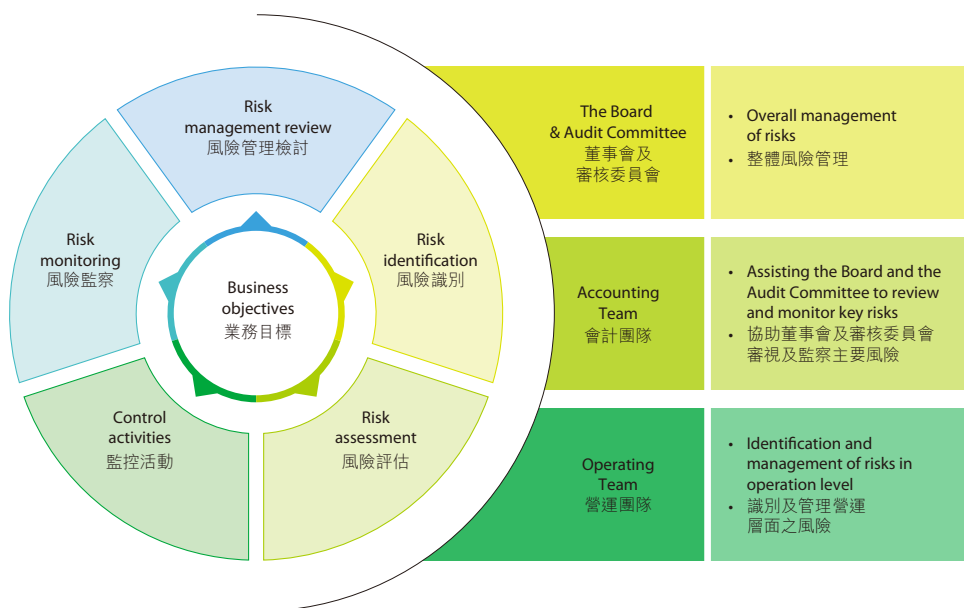 Risk
management review
風險管理檢討
Risk
identification
風險識別
Risk
assessment
風險評估
Control
activities
監控活動
Risk
monitoring
風險監察
Business
objectives
業務目標
The Board
& Audit Committee
董事會及
審核委員會
• Overall management
of risks
• 整體風險管理
Accounting
Team
會計團隊
• Assisting the Board and the
Audit Committee to review
and monitor key risks
• 協助董事會及審核委員會
審視及監察主要風險
Operating
Team
營運團隊
• Identification and
management of risks in
operation level
• 識別及管理營運
層面之風險